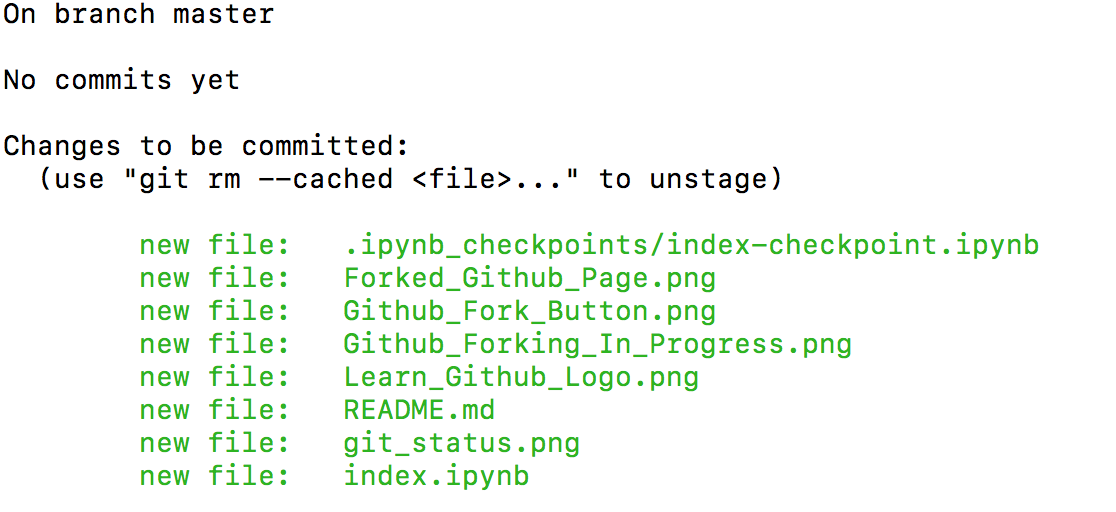 On branch master
No commits yet
Changes to be committed:
  (use "git rm --cached <file>..." to unstage)
        new file:   .ipynb_checkpoints/index-checkpoint.ipynb
        new file:   Forked_Github_Page.png
        new file:   Github_Fork_Button.png
        new file:   Github_Forking_In_Progress.png
        new file:   Learn_Github_Logo.png
        new file:   README.md
        new file:   git_status.png
        new file:   index.ipynb